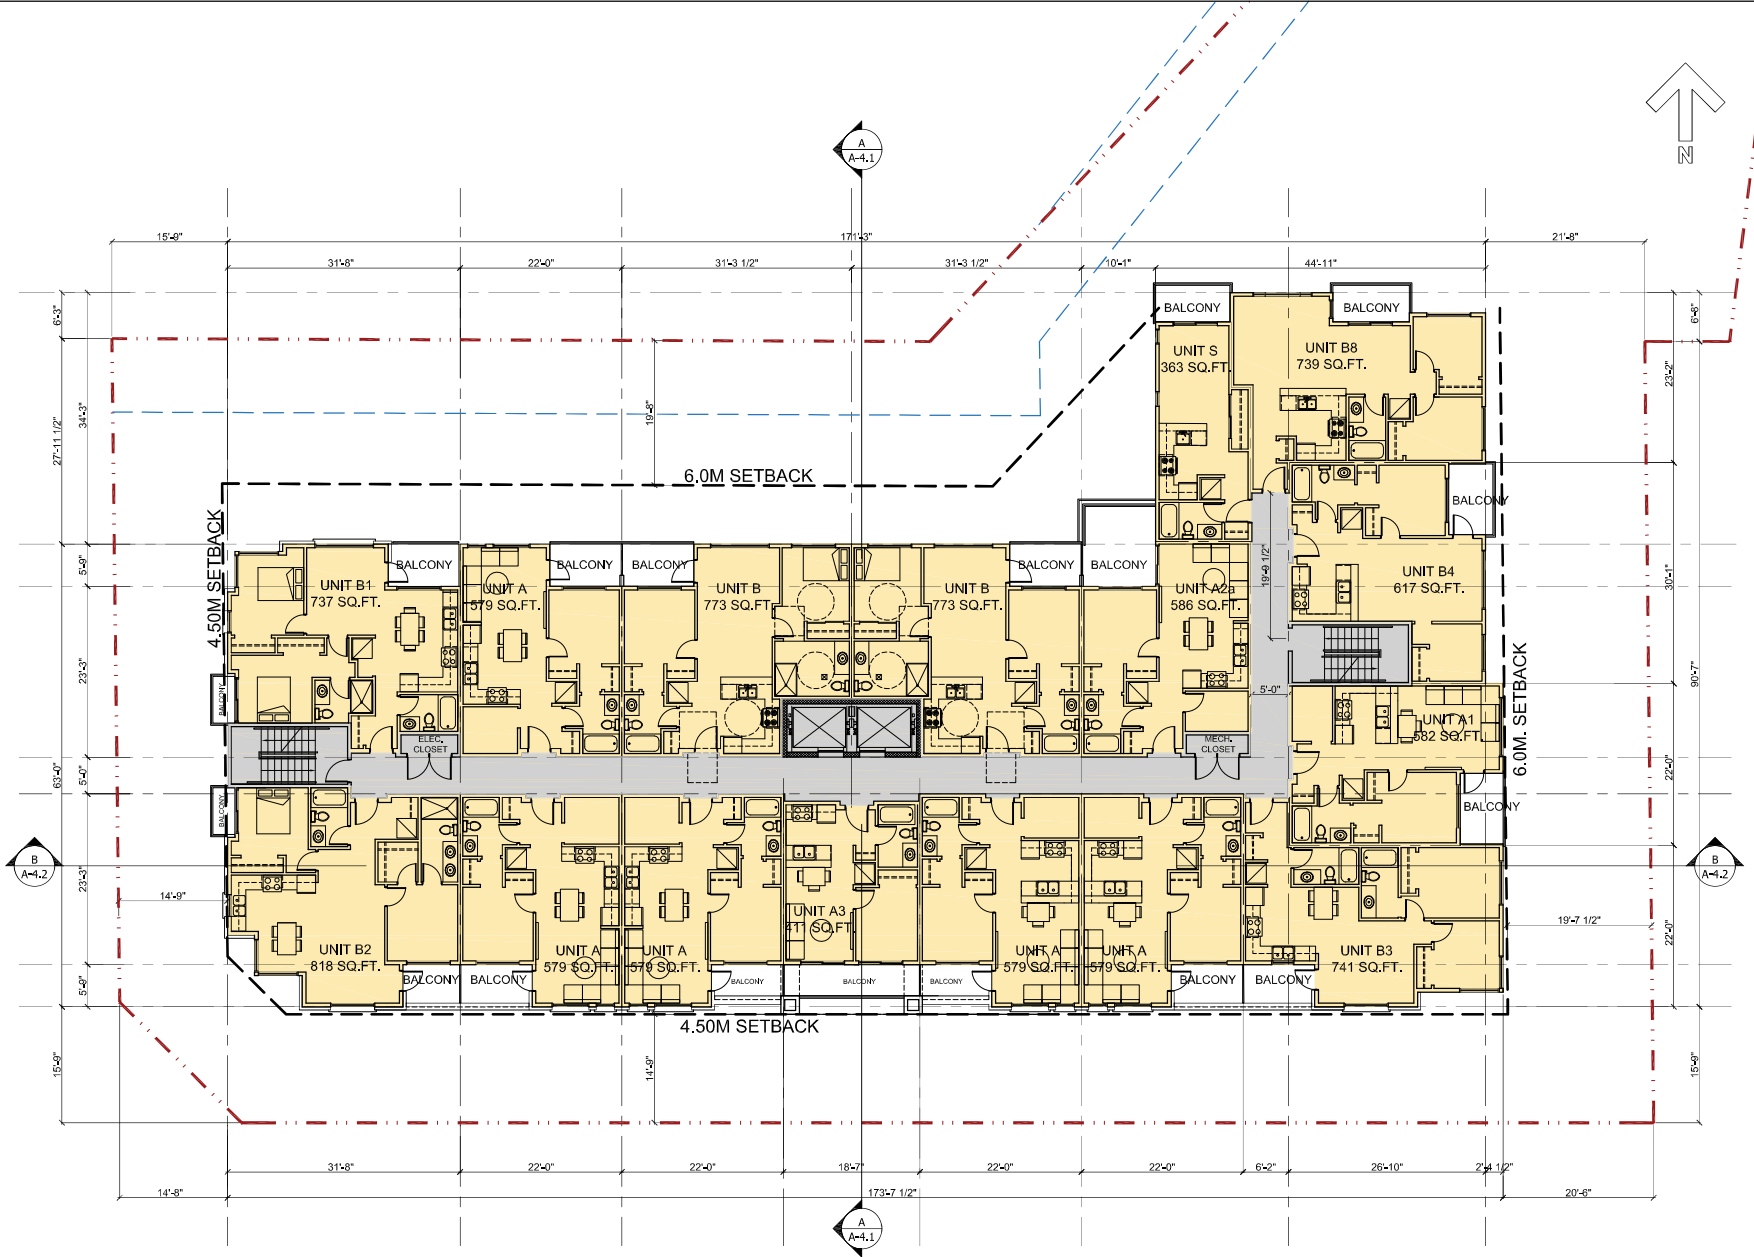 N
A
A-4.1
15'-9"
171'-3"
21'-8"
31'-8"
22'-0"
31'-3 1/2"
31'-3 1/2"
10'-1"
44'-11"
6'-3"
34'-3"
27'-11 1/2"
5'-9"
23'-3"
5'-0"
63'-0"
23'-3"
5'-9"
15'-9"
6'-8"
23'-2"
30'-1"
90'-7"
22'-0"
22'-0"
15'-9"
19'-8"
6.0M SETBACK
4.50M SETBACK
6.0M. SETBACK
4.50M SETBACK
BALCONY
BALCONY
UNIT S
363 SQ.FT.
UNIT B8
739 SQ.FT.
BALCONY
BALCONY
BALCONY
BALCONY
BALCONY
BALCONY
UNIT B1
737 SQ.FT.
UNIT A
579 SQ.FT.
UNIT B
773 SQ.FT.
UNIT B
773 SQ.FT.
UNIT A2a
586 SQ.FT.
UNIT B4
617 SQ.FT.
19'-9 1/2"
5'-0"
BALCONY
ELEC.
CLOSET
MECH.
CLOSET
UNIT A1
582 SQ.FT.
BALCONY
BALCONY
B
A-4.2
B
A-4.2
14'-9"
19'-7 1/2"
UNIT B2
818 SQ.FT.
UNIT A
579 SQ.FT.
UNIT A
579 SQ.FT.
UNIT A3
411 SQ.FT.
UNIT A
579 SQ.FT.
UNIT A
579 SQ.FT.
UNIT B3
741 SQ.FT.
BALCONY
BALCONY
BALCONY
BALCONY
BALCONY
BALCONY
BALCONY
14'-9"
31'-8"
22'-0"
22'-0"
18'-7"
22'-0"
22'-0"
6'-2"
26'-10"
2'-4 1/2"
14'-8"
173'-7 1/2"
20'-6"
A
A-4.1